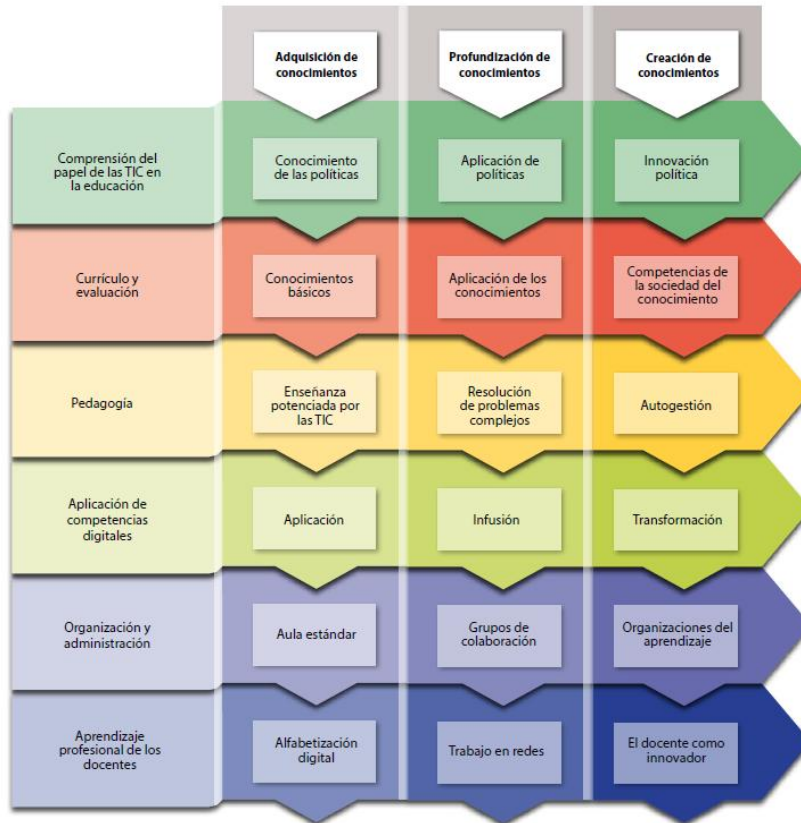 Adquisición de
conocimientos
Profundización de
conocimientos
Creación de
conocimientos
Comprensión del
papel de las TIC en
la educación
Conocimiento
de las políticas
Aplicación de
políticas
Innovación
política
Currículo y
evaluación
Conocimientos
básicos
Aplicación de los
conocimientos
Competencias de
la sociedad del
conocimiento
Pedagogía
Enseñanza
potenciada por
las TIC
Resolución
de problemas
complejos
Autogestión
Aplicación de
competencias
digitales
Aplicación
Infusión
Transformación
Organización y
administración
Aula estándar
Grupos de
colaboración
Organizaciones del
aprendizaje
Aprendizaje
profesional de los
docentes
Alfabetización
digital
Trabajo en redes
El docente como
innovador